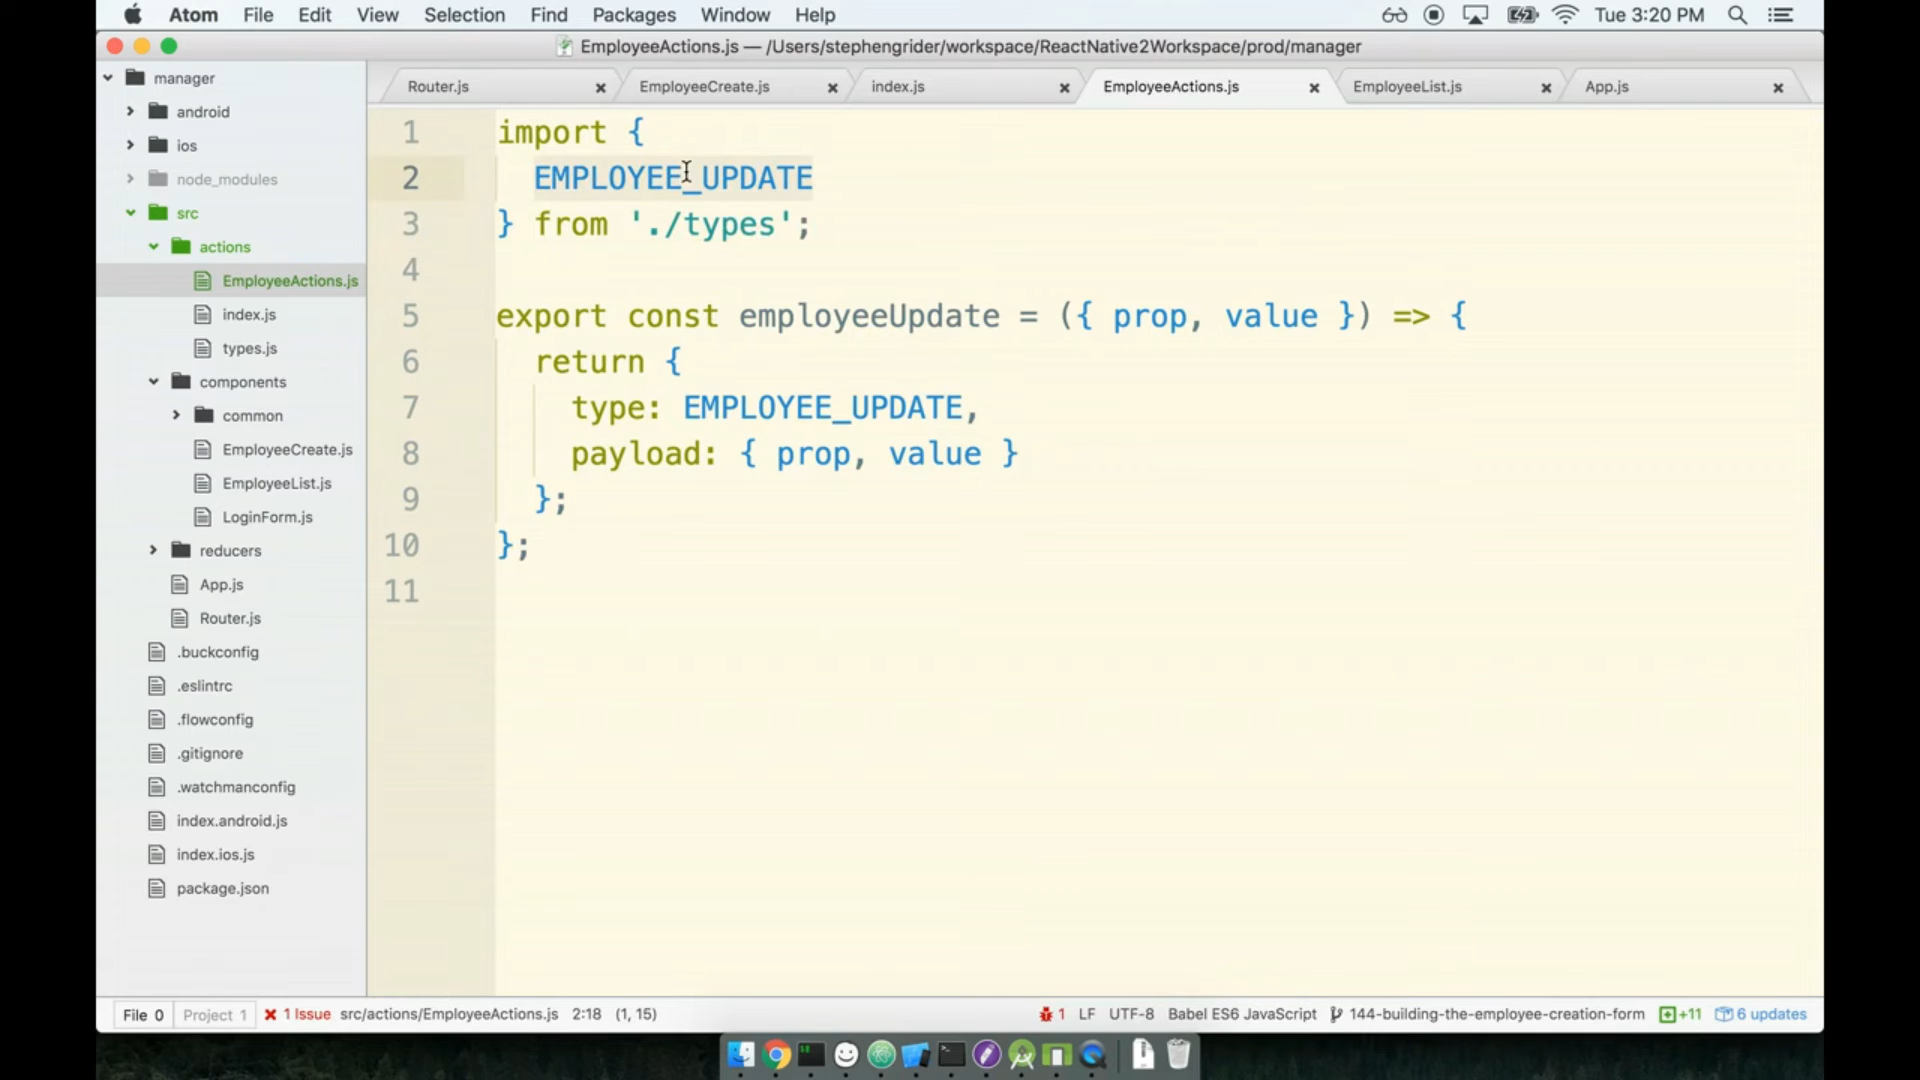 Atom File Edit View Selection Find Packages Window Help Tue 3:20 PM
EmployeeActions.js — /Users/stephengrider/workspace/ReactNative2Workspace/prod/manager
manager
android
ios
node_modules
src
actions
EmployeeActions.js
index.js
types.js
components
common
EmployeeCreate.js
EmployeeList.js
LoginForm.js
reducers
App.js
Router.js
.buckconfig
.eslintrc
.flowconfig
.gitignore
.watchmanconfig
index.android.js
index.ios.js
package.json
Router.js EmployeeCreate.js index.js EmployeeActions.js EmployeeList.js App.js
1 import {
2 EMPLOYEE_UPDATE
3 } from './types';
4
5 export const employeeUpdate = ({ prop, value }) => {
6 return {
7 type: EMPLOYEE_UPDATE,
8 payload: { prop, value }
9 };
10 };
11
File 0 Project 1 1 Issue src/actions/EmployeeActions.js 2:18 (1, 15) 1 LF UTF-8 Babel ES6 JavaScript 144-building-the-employee-creation-form +11 6 updates